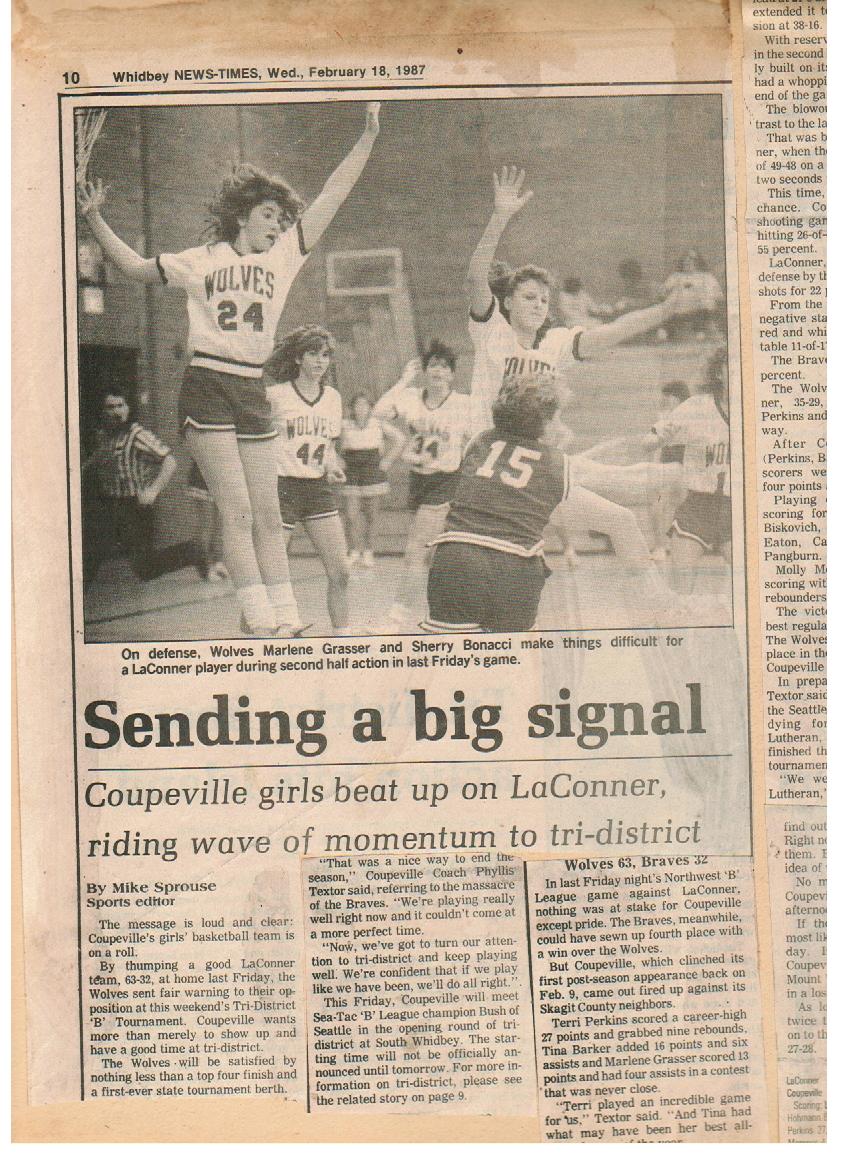 10 Whidbey NEWS-TIMES, Wed., February 18, 1987
WOLVES
24
WOLVES
44
WOLVES
34
WOLVES
15
WO
On defense, Wolves Marlene Grasser and Sherry Bonacci make things difficult for
a LaConner player during second half action in last Friday's game.
Sending a big signal
Coupeville girls beat up on LaConner,
riding wave of momentum to tri-district
By Mike Sprouse
Sports editor
The message is loud and clear:
Coupeville's girls' basketball team is
on a roll.
By thumping a good LaConner
team, 63-32, at home last Friday, the
Wolves sent fair warning to their op-
position at this weekend's Tri-District
'B' Tournament. Coupeville wants
more than merely to show up and
have a good time at tri-district.
The Wolves will be satisfied by
nothing less than a top four finish and
a first-ever state tournament berth.
"That was a nice way to end the
season," Coupeville Coach Phyllis
Textor said, referring to the massacre
of the Braves. "We're playing really
well right now and it couldn't come at
a more perfect time.
"Now, we've got to turn our atten-
tion to tri-district and keep playing
well. We're confident that if we play
like we have been, we'll do all right."
This Friday, Coupeville will meet
Sea-Tac 'B' League champion Bush of
Seattle in the opening round of tri-
district at South Whidbey. The star-
ting time will not be officially an-
nounced until tomorrow. For more in-
formation on tri-district, please see
the related story on page 9.
Wolves 63, Braves 32
In last Friday night's Northwest 'B'
League game against LaConner,
nothing was at stake for Coupeville
except pride. The Braves, meanwhile,
could have sewn up fourth place with
a win over the Wolves.
But Coupeville, which clinched its
first post-season appearance back on
Feb. 9, came out fired up against its
Skagit County neighbors.
Terri Perkins scored a career-high
27 points and grabbed nine rebounds,
Tina Barker added 16 points and six
assists and Marlene Grasser scored 13
points and had four assists in a contest
that was never close.
"Terri played an incredible game
for us," Textor said. "And Tina had
what may have been her best all-
extended it t
sion at 38-16.
With reserv
in the second
ly built on it
had a whoppi
end of the ga
The blowou
trast to the la
That was b
ner, when th
of 49-48 on a
two seconds
This time,
chance. Co
shooting gam
hitting 26-of-
55 percent.
LaConner,
defense by th
shots for 22 p
From the
negative sta
red and whi
table 11-of-1
The Brave
percent.
The Wolv
ner, 35-29,
Perkins and
way.
After C
(Perkins, B
scorers we
four points
Playing
scoring for
Biskovich,
Eaton, Ca
Pangburn.
Molly M
scoring wit
rebounders
The vict
best regula
The Wolves
place in th
Coupeville
In prepa
Textor said
the Seattle
dying for
Lutheran,
finished th
tournamen
"We we
Lutheran,"
find out
Right n
them. B
idea of
No m
Coupev
afterno
If the
most lik
day. I
Coupev
Mount
in a los
As l
twice t
on to th
27-28.
LaConner
Coupeville
Scoring: L
Hofmann
Perkins 27,